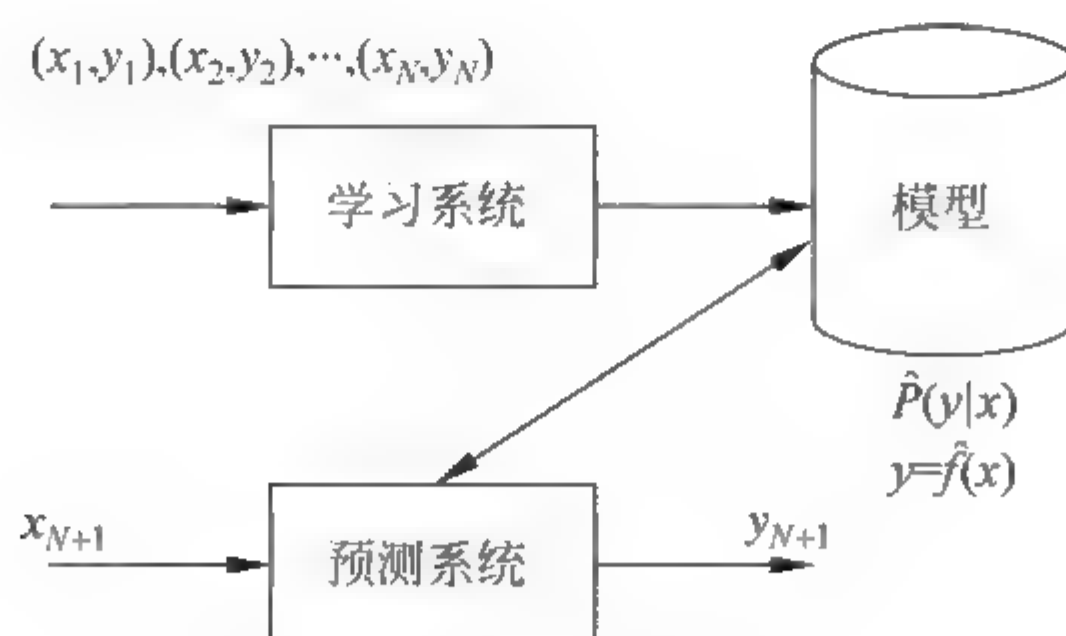 (x₁,y₁),(x₂,y₂),⋯,(x_N,y_N)
学习系统
模型
P̂(y|x)
y=f̂(x)
x_{N+1}
预测系统
y_{N+1}